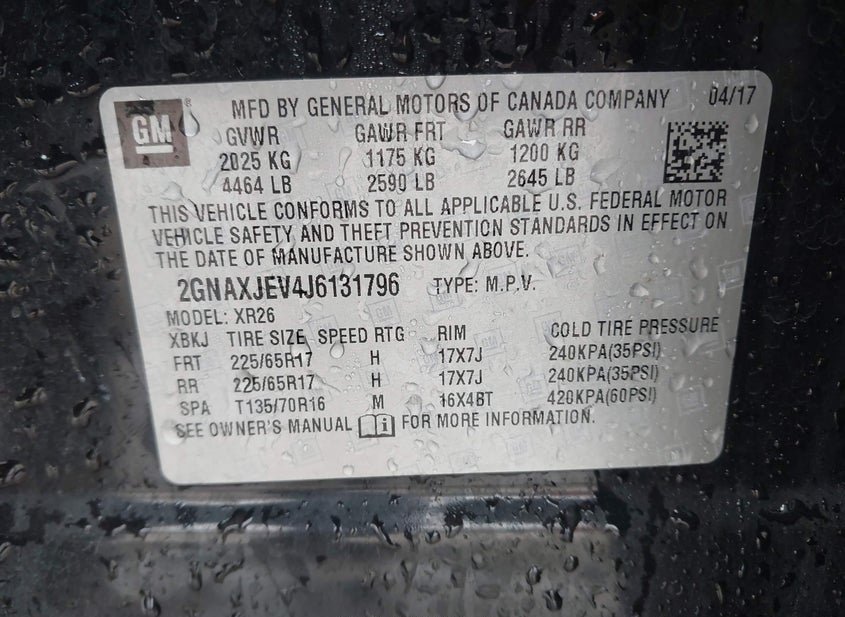 GM ®
MFD BY GENERAL MOTORS OF CANADA COMPANY 04/17
GVWR GAWR FRT GAWR RR
2025 KG 1175 KG 1200 KG
4464 LB 2590 LB 2645 LB
THIS VEHICLE CONFORMS TO ALL APPLICABLE U.S. FEDERAL MOTOR
VEHICLE SAFETY AND THEFT PREVENTION STANDARDS IN EFFECT ON
THE DATE OF MANUFACTURE SHOWN ABOVE.
2GNAXJEV4J6131796 TYPE: M.P.V.
MODEL: XR26
XBKJ TIRE SIZE SPEED RTG RIM COLD TIRE PRESSURE
FRT 225/65R17 H 17X7J 240KPA(35PSI)
RR 225/65R17 H 17X7J 240KPA(35PSI)
SPA T135/70R16 M 16X4BT 420KPA(60PSI)
SEE OWNER'S MANUAL i FOR MORE INFORMATION.